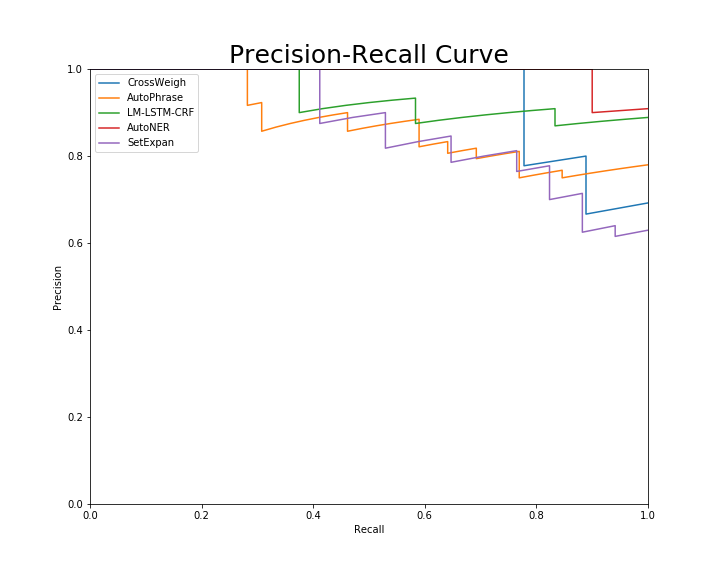 Precision-Recall Curve
CrossWeigh
AutoPhrase
LM-LSTM-CRF
AutoNER
SetExpan
1.0
0.8
0.6
0.4
0.2
0.0
Precision
0.0 0.2 0.4 0.6 0.8 1.0
Recall